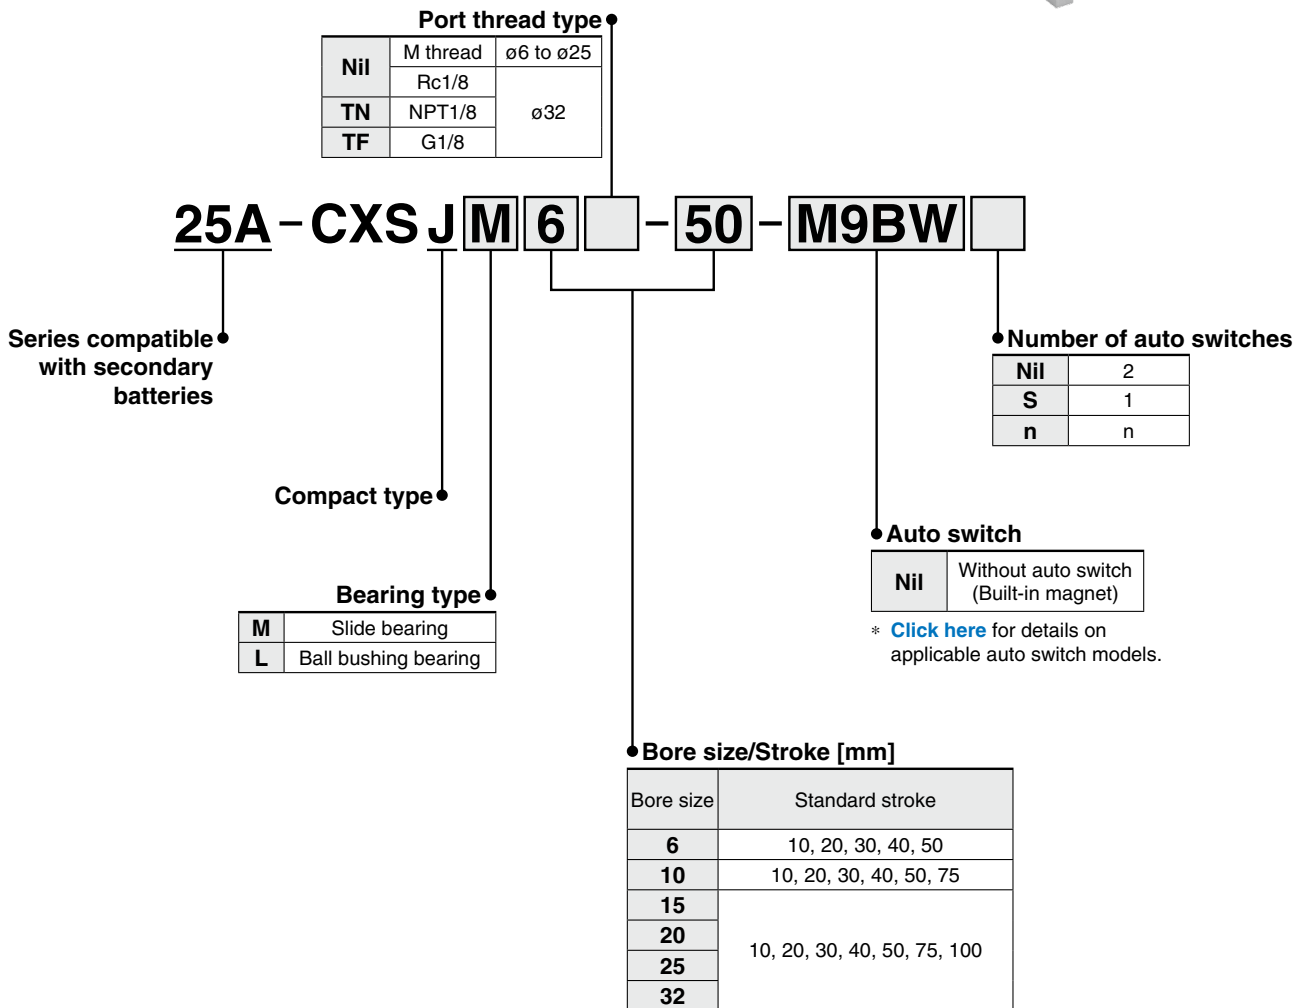 Port thread type
Nil M thread ø6 to ø25
Rc1/8 ø32
TN NPT1/8
TF G1/8
25A-CXSJM6 -50-M9BW
Series compatible
with secondary
batteries
Number of auto switches
Nil 2
S 1
n n
Compact type
Auto switch
Nil Without auto switch
(Built-in magnet)
* Click here for details on
applicable auto switch models.
Bearing type
M Slide bearing
L Ball bushing bearing
Bore size/Stroke [mm]
Bore size Standard stroke
6 10, 20, 30, 40, 50
10 10, 20, 30, 40, 50, 75
15 10, 20, 30, 40, 50, 75, 100
20
25
32